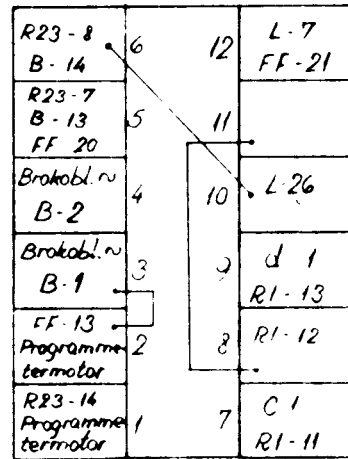 R23-8
B-14
6
R23-7
B-13
FF 20
5
Brokobl.~
B-2
4
Brokobl.~
B-1
3
FF-13
Programme
termotor
2
R23-14
Programme
termotor
1
12
L-7
FF-21
11
10
L-26
9
d 1
R1-13
8
R1-12
7
C 1
R1-11